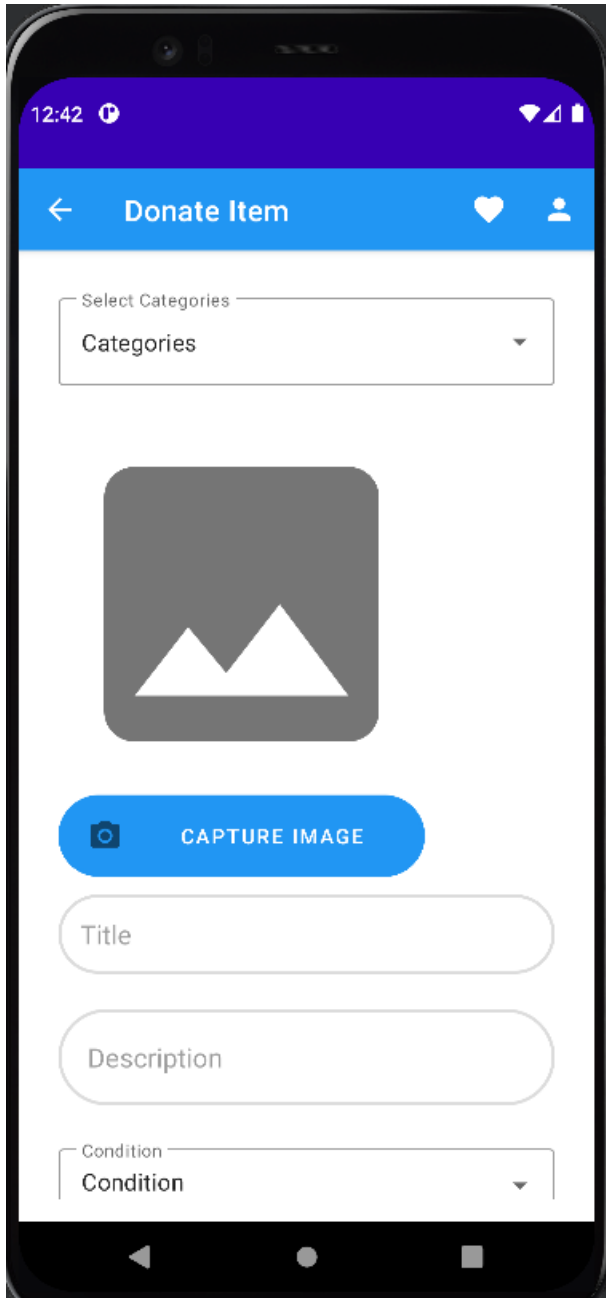 12:42
Donate Item
Select Categories
Categories
CAPTURE IMAGE
Title
Description
Condition
Condition